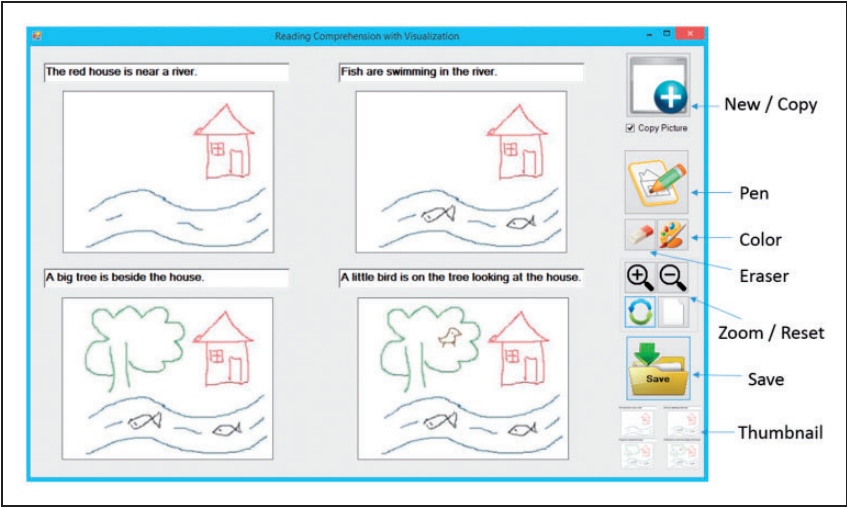 Reading Comprehension with Visualization
The red house is near a river.
Fish are swimming in the river.
A big tree is beside the house.
A little bird is on the tree looking at the house.
Copy Picture
Save
New / Copy
Pen
Color
Eraser
Zoom / Reset
Save
Thumbnail